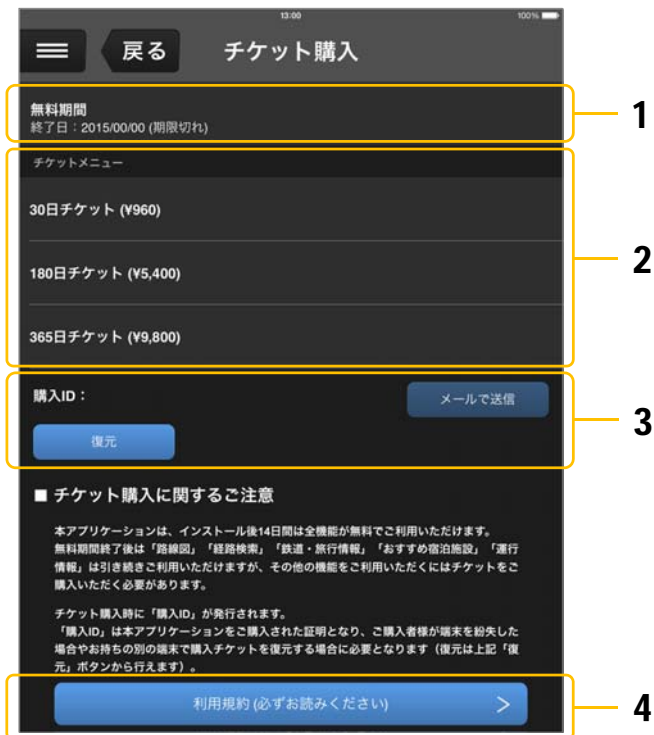 13:00
100%
戻る
チケット購入
無料期間
終了日：2015/00/00 (期限切れ)
1
チケットメニュー
30日チケット (¥960)
180日チケット (¥5,400)
2
365日チケット (¥9,800)
購入ID：
メールで送信
3
復元
■ チケット購入に関するご注意
本アプリケーションは、インストール後14日間は全機能が無料でご利用いただけます。
無料期間終了後は「路線図」「経路検索」「鉄道・旅行情報」「おすすめ宿泊施設」「運行
情報」は引き続きご利用いただけますが、その他の機能をご利用いただくにはチケットをご
購入いただく必要があります。
チケット購入時に「購入ID」が発行されます。
「購入ID」は本アプリケーションをご購入された証明となり、ご購入者様が端末を紛失した
場合やお持ちの別の端末で購入チケットを復元する場合に必要となります（復元は上記「復
元」ボタンから行えます）。
利用規約 (必ずお読みください)
4